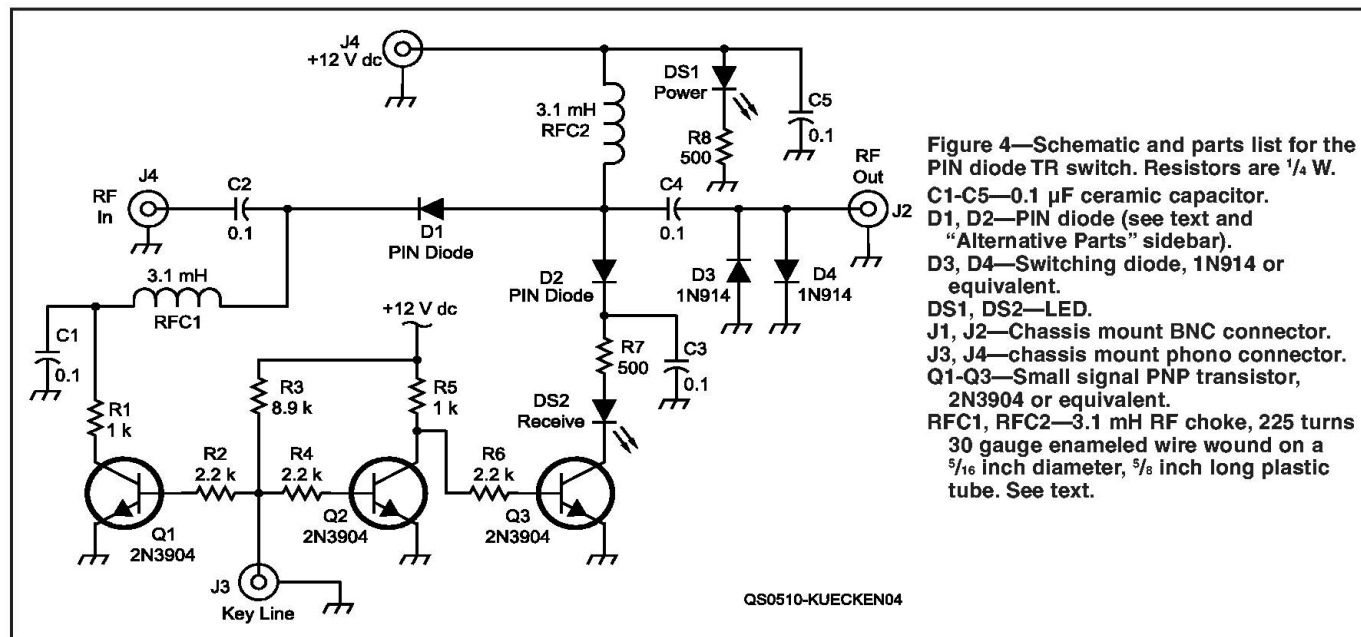 J4
+12 V dc
DS1
Power
C5
0.1
3.1 mH
RFC2
R8
500
RF
Out
J4
RF
In
C2
0.1
D1
PIN Diode
C4
0.1
J2
3.1 mH
RFC1
D2
PIN Diode
D3
1N914
D4
1N914
+12 V dc
C1
0.1
R3
8.9 k
R5
1 k
R7
500
C3
0.1
R1
1 k
DS2
Receive
R2
2.2 k
R4
2.2 k
R6
2.2 k
Q1
2N3904
Q2
2N3904
Q3
2N3904
J3
Key Line
QS0510-KUECKEN04
Figure 4—Schematic and parts list for the
PIN diode TR switch. Resistors are 1/4 W.
C1-C5—0.1 µF ceramic capacitor.
D1, D2—PIN diode (see text and
"Alternative Parts" sidebar).
D3, D4—Switching diode, 1N914 or
equivalent.
DS1, DS2—LED.
J1, J2—Chassis mount BNC connector.
J3, J4—chassis mount phono connector.
Q1-Q3—Small signal PNP transistor,
2N3904 or equivalent.
RFC1, RFC2—3.1 mH RF choke, 225 turns
30 gauge enameled wire wound on a
5/16 inch diameter, 5/8 inch long plastic
tube. See text.